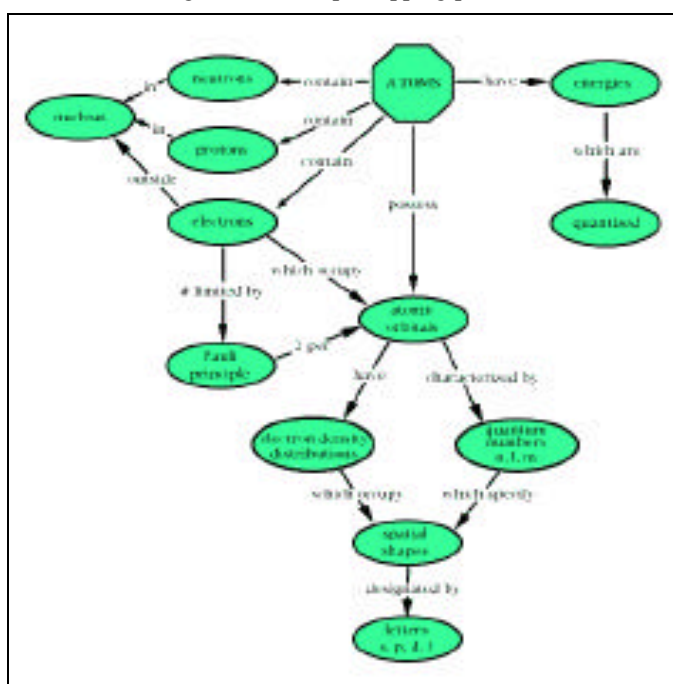 neutrons
contain
ATOMS
have
energies
in
nucleus
contain
in
protons
contain
which are
outside
electrons
possess
quantised
which occupy
# limited by
atomic
orbitals
Pauli
principle
2 per
have
characterized by
electron density
distributions
quantum
numbers
n, l, m
which occupy
which specify
spatial
shapes
designated by
letters
s, p, d, f